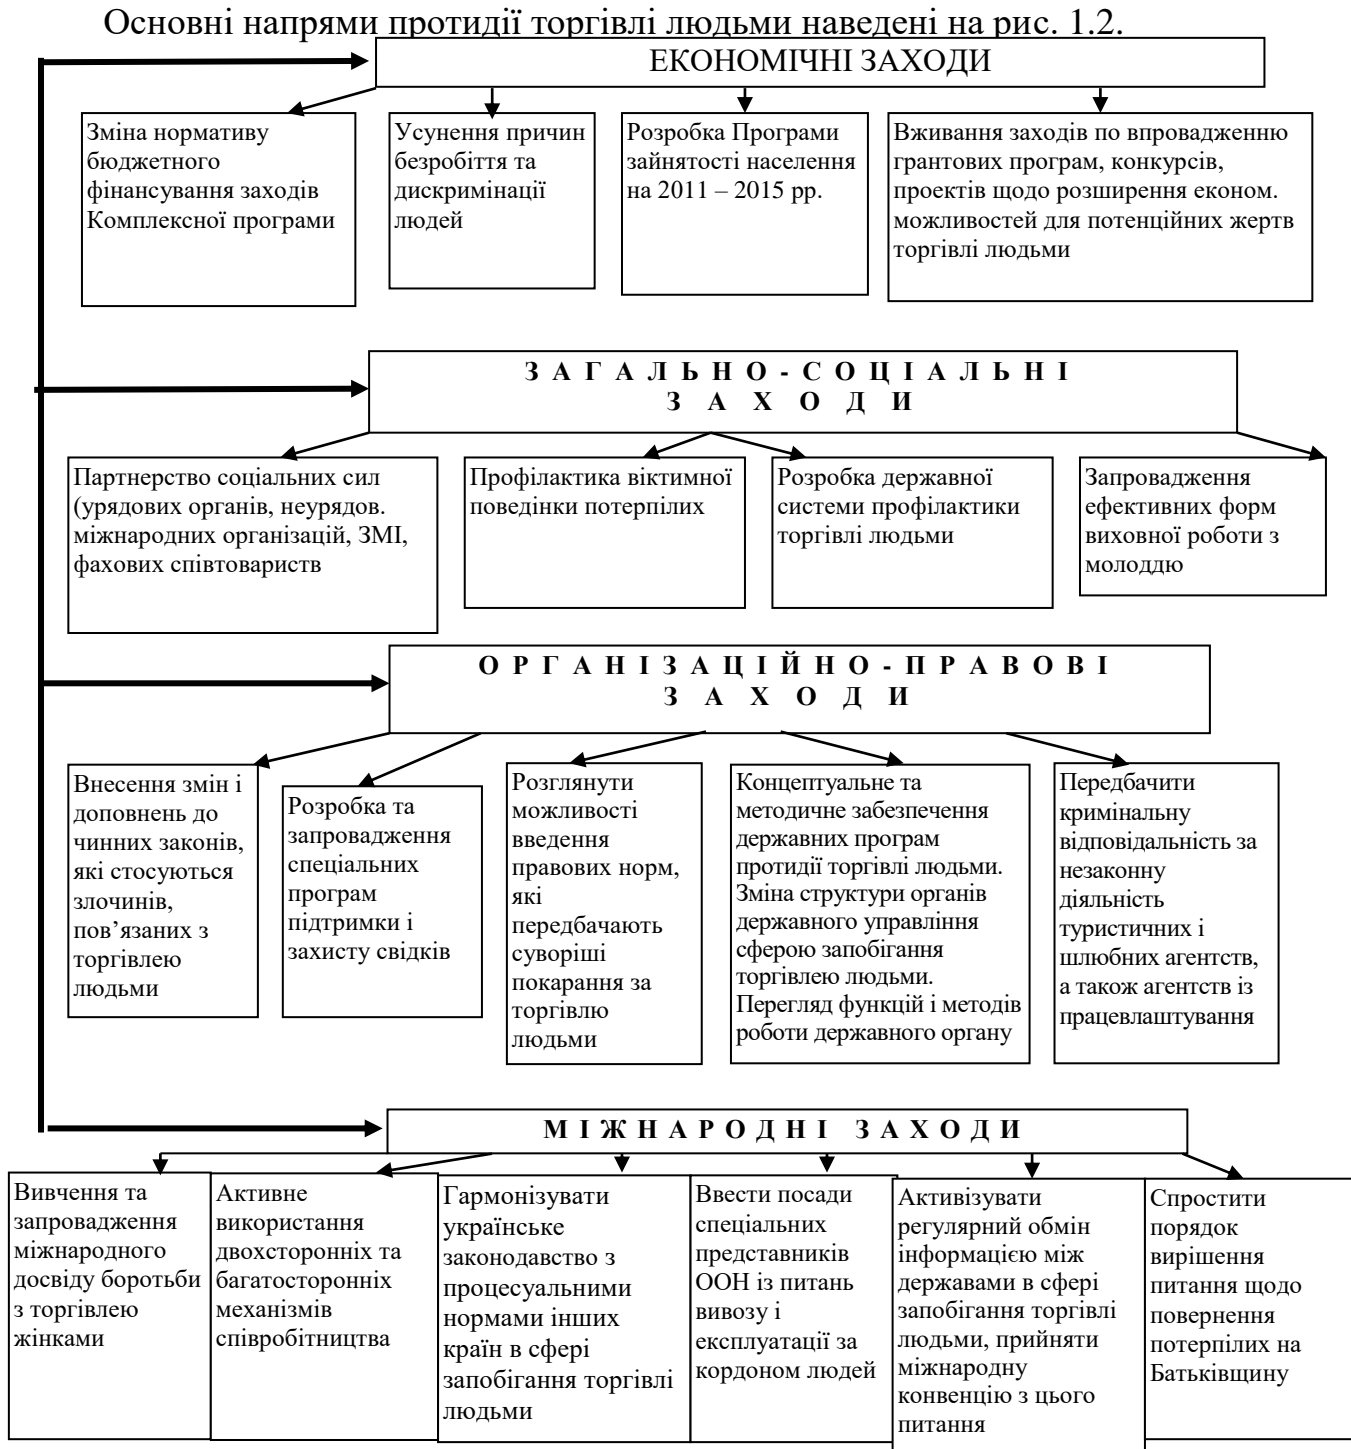 Основні напрями протидії торгівлі людьми наведені на рис. 1.2.
ЕКОНОМІЧНІ ЗАХОДИ
Зміна нормативу
бюджетного
фінансування заходів
Комплексної програми
Усунення причин
безробіття та
дискримінації
людей
Розробка Програми
зайнятості населення
на 2011 – 2015 рр.
Вживання заходів по впровадженню
грантових програм, конкурсів,
проектів щодо розширення економ.
можливостей для потенційних жертв
торгівлі людьми
ЗАГАЛЬНО-СОЦІАЛЬНІ
ЗАХОДИ
Партнерство соціальних сил
(урядових органів, неурядов.
міжнародних організацій, ЗМІ,
фахових співтовариств
Профілактика віктимної
поведінки потерпілих
Розробка державної
системи профілактики
торгівлі людьми
Запровадження
ефективних форм
виховної роботи з
молоддю
ОРГАНІЗАЦІЙНО-ПРАВОВІ
ЗАХОДИ
Внесення змін і
доповнень до
чинних законів,
які стосуються
злочинів,
пов’язаних з
торгівлею
людьми
Розробка та
запровадження
спеціальних
програм
підтримки і
захисту свідків
Розглянути
можливості
введення
правових норм,
які
передбачають
суворіші
покарання за
торгівлю
людьми
Концептуальне та
методичне забезпечення
державних програм
протидії торгівлі людьми.
Зміна структури органів
державного управління
сферою запобігання
торгівлею людьми.
Перегляд функцій і методів
роботи державного органу
Передбачити
кримінальну
відповідальність за
незаконну
діяльність
туристичних і
шлюбних агентств,
а також агентств із
працевлаштування
МІЖНАРОДНІ ЗАХОДИ
Вивчення та
запровадження
міжнародного
досвіду боротьби
з торгівлею
жінками
Активне
використання
двохсторонніх та
багатосторонніх
механізмів
співробітництва
Гармонізувати
українське
законодавство з
процесуальними
нормами інших
країн в сфері
запобігання торгівлі
людьми
Ввести посади
спеціальних
представників
ООН із питань
вивозу і
експлуатації за
кордоном людей
Активізувати
регулярний обмін
інформацією між
державами в сфері
запобігання торгівлі
людьми, прийняти
міжнародну
конвенцію з цього
питання
Спростити
порядок
вирішення
питання щодо
повернення
потерпілих на
Батьківщину